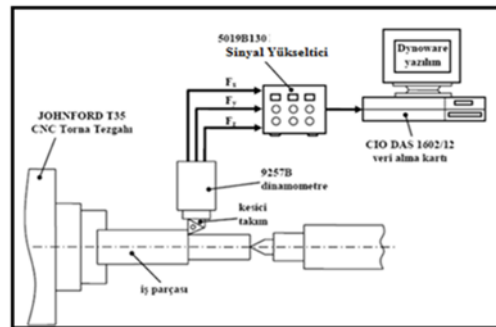 5019B130
Sinyal Yükseltici
Dynoware
yazılım
Fx
Fy
Fz
JOHNFORD T35
CNC Torna Tezgahı
CIO DAS 1602/12
veri alma kartı
9257B
dinamometre
kesici
takım
iş parçası